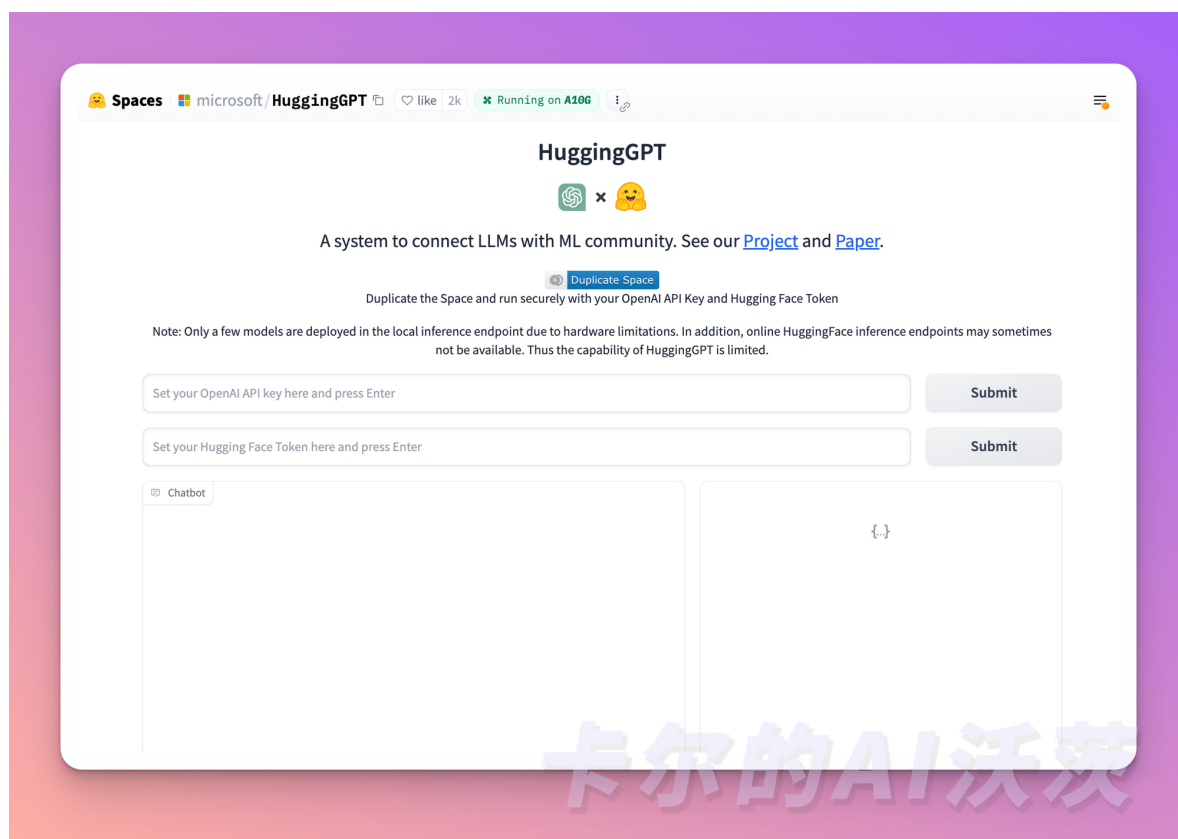 Spaces microsoft/HuggingGPT like 2k Running on A10G
HuggingGPT
A system to connect LLMs with ML community. See our Project and Paper.
Duplicate Space
Duplicate the Space and run securely with your OpenAI API Key and Hugging Face Token
Note: Only a few models are deployed in the local inference endpoint due to hardware limitations. In addition, online HuggingFace inference endpoints may sometimes
not be available. Thus the capability of HuggingGPT is limited.
Set your OpenAI API key here and press Enter Submit
Set your Hugging Face Token here and press Enter Submit
Chatbot
{...}
卡尔的AI沃茨